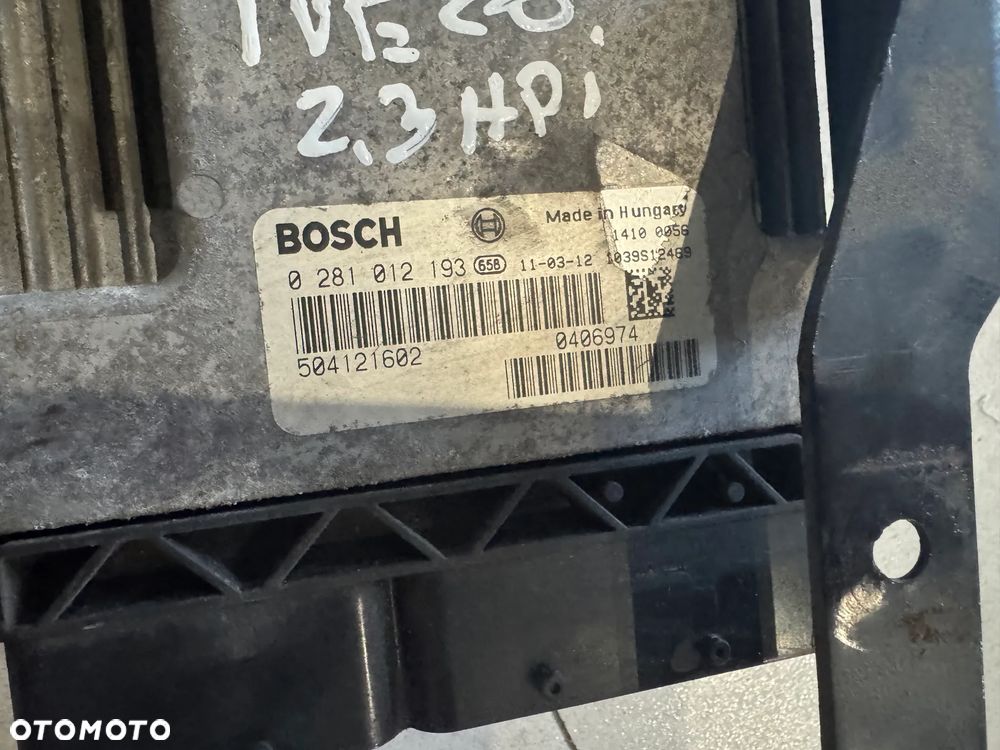 IVECO
2.3 HPI
BOSCH
Made in Hungary
1410 0056
0 281 012 193 658 11-03-12 1039S12469
504121602
0406974
OTOMOTO